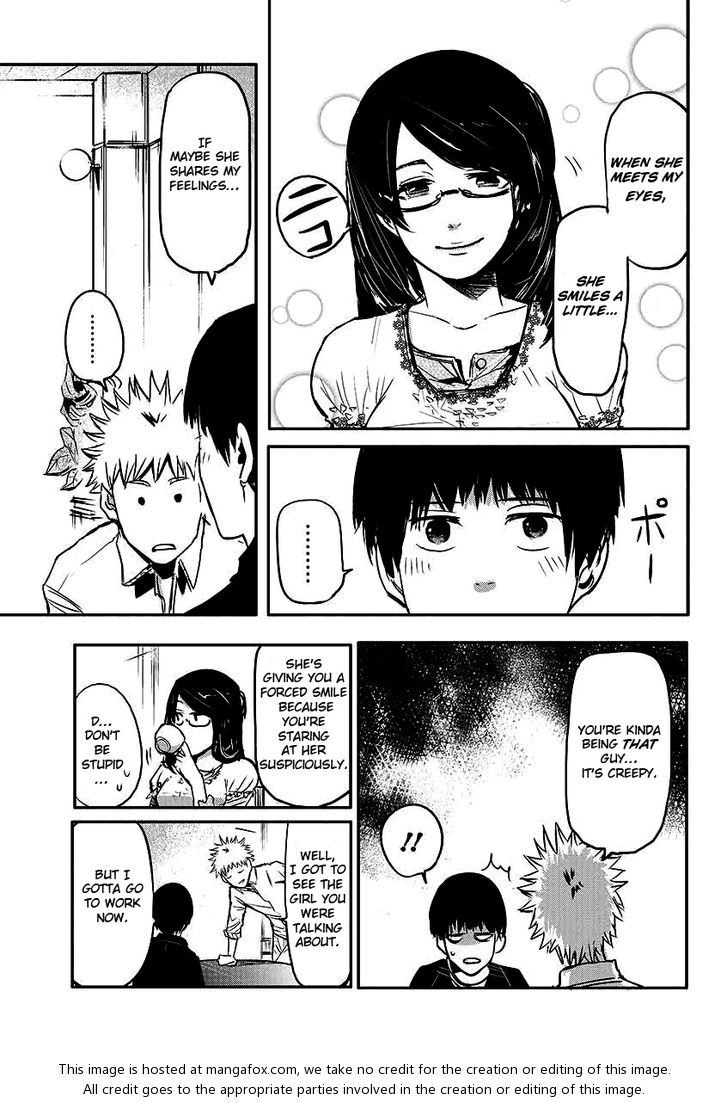 WHEN SHE
MEETS MY
EYES,
SHE
SMILES A
LITTLE...
ニコ
IF
MAYBE SHE
SHARES MY
FEELINGS...
........
ポー
........
YOU'RE KINDA
BEING THAT
GUY...
IT'S CREEPY.
!!
SHE'S
GIVING YOU A
FORCED SMILE
BECAUSE
YOU'RE
STARING
AT HER
SUSPICIOUSLY.
D...
DON'T
BE
STUPID
...
WELL,
I GOT TO
SEE THE
GIRL YOU
WERE
TALKING
ABOUT.
BUT I
GOTTA GO
TO WORK
NOW.
This image is hosted at mangafox.com, we take no credit for the creation or editing of this image.
All credit goes to the appropriate parties involved in the creation or editing of this image.